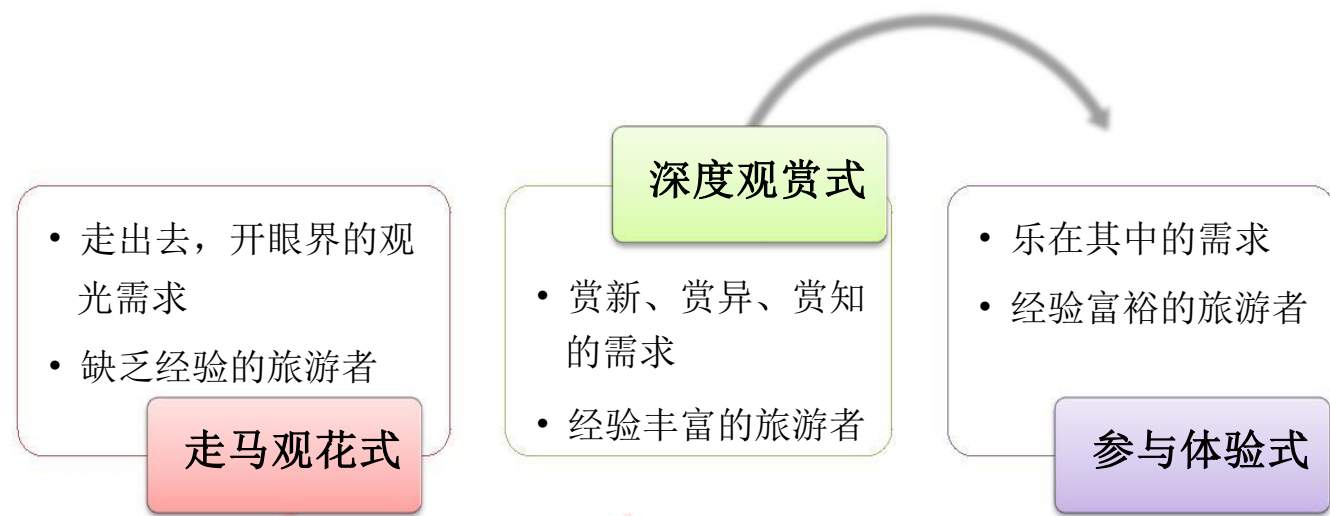 • 走出去，开眼界的观
光需求
• 缺乏经验的旅游者
走马观花式
深度观赏式
• 赏新、赏异、赏知
的需求
• 经验丰富的旅游者
• 乐在其中的需求
• 经验富裕的旅游者
参与体验式